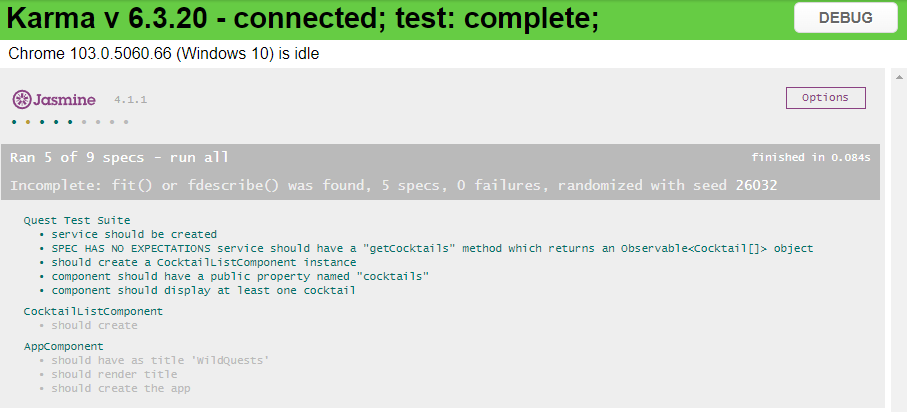 Karma v 6.3.20 - connected; test: complete;
DEBUG
Chrome 103.0.5060.66 (Windows 10) is idle
Jasmine 4.1.1
Options
Ran 5 of 9 specs - run all
finished in 0.084s
Incomplete: fit() or fdescribe() was found, 5 specs, 0 failures, randomized with seed 26032
Quest Test Suite
• service should be created
• SPEC HAS NO EXPECTATIONS service should have a "getCocktails" method which returns an Observable<Cocktail[]> object
• should create a CocktailListComponent instance
• component should have a public property named "cocktails"
• component should display at least one cocktail
CocktailListComponent
• should create
AppComponent
• should have as title 'WildQuests'
• should render title
• should create the app